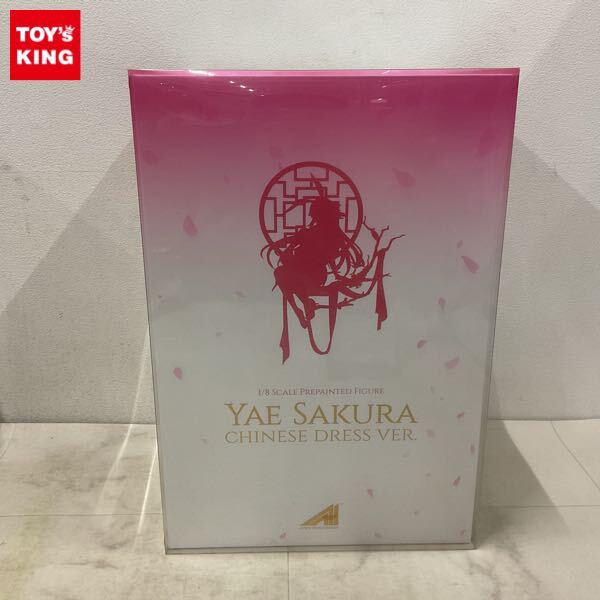 TOY's
KING
1/8 Scale Prepainted Figure
Yae Sakura
Chinese Dress Ver.